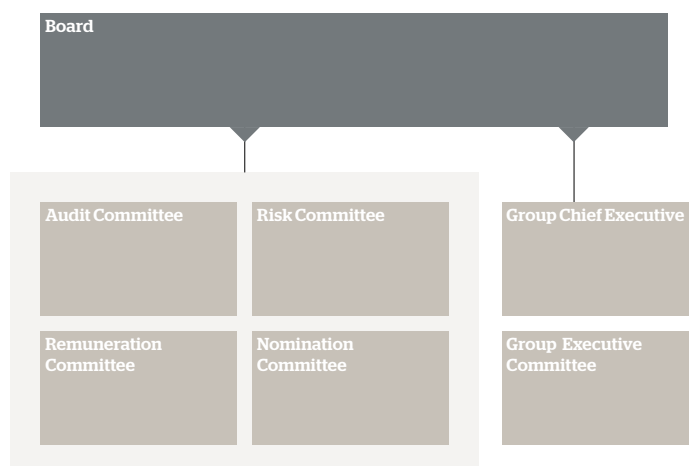 Board
Audit Committee
Risk Committee
Group Chief Executive
Remuneration
Committee
Nomination
Committee
Group Executive
Committee